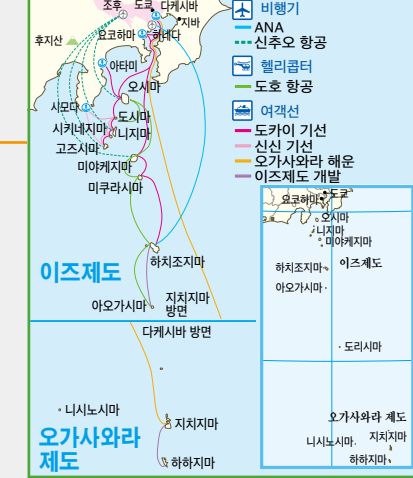 조후
도쿄
다케시바
지바
요코하마
하네다
후지산
아타미
오시마
시모다
도시마
시키네지마
니지마
고즈시마
미야케지마
미쿠라시마
하치조지마
이즈제도
아오가시마
지치지마
방면
다케시바 방면
니시노시마
지치지마
오가사와라
제도
하하지마
비행기
ANA
신추오 항공
헬리콥터
도호 항공
여객선
도카이 기선
신신 기선
오가사와라 해운
이즈제도 개발
도쿄
요코하마
오시마
니지마
미야케지마
이즈제도
하치조지마
아오가시마
도리시마
오가사와라 제도
니시노시마
지치지마
하하지마